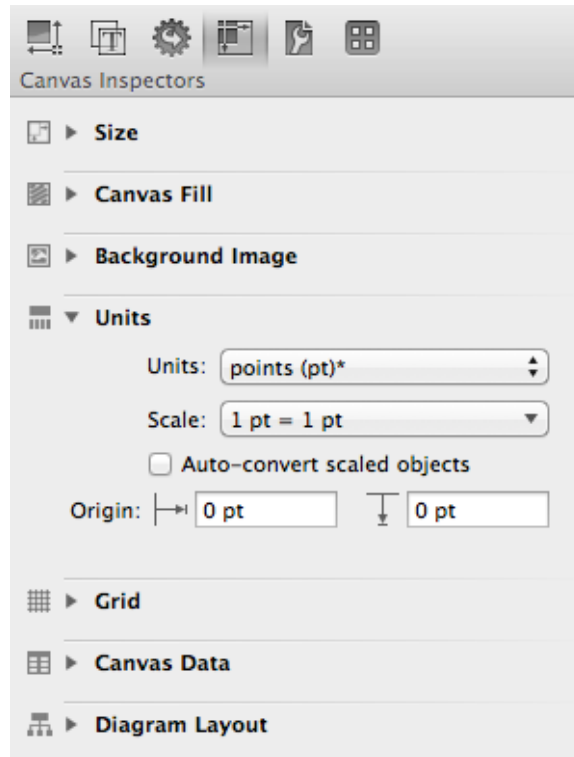 Canvas Inspectors
Size
Canvas Fill
Background Image
Units
Units: points (pt)*
Scale: 1 pt = 1 pt
Auto-convert scaled objects
Origin: 0 pt 0 pt
Grid
Canvas Data
Diagram Layout